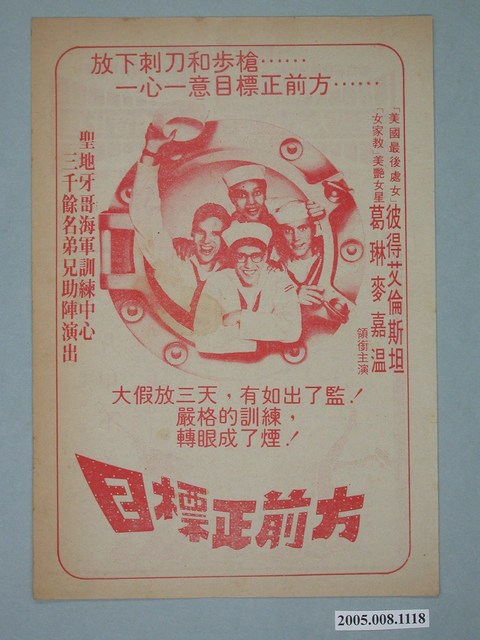 放下刺刀和步槍⋯⋯
一心一意目標正前方⋯⋯
「美國最後處女」彼得艾倫斯坦
「女家教」美艷女星葛琳麥嘉溫
領銜主演
聖地牙哥海軍訓練中心
三千餘名弟兄助陣演出
大假放三天，有如出了監！
嚴格的訓練，
轉眼成了煙！
目標正前方
2005.008.1118